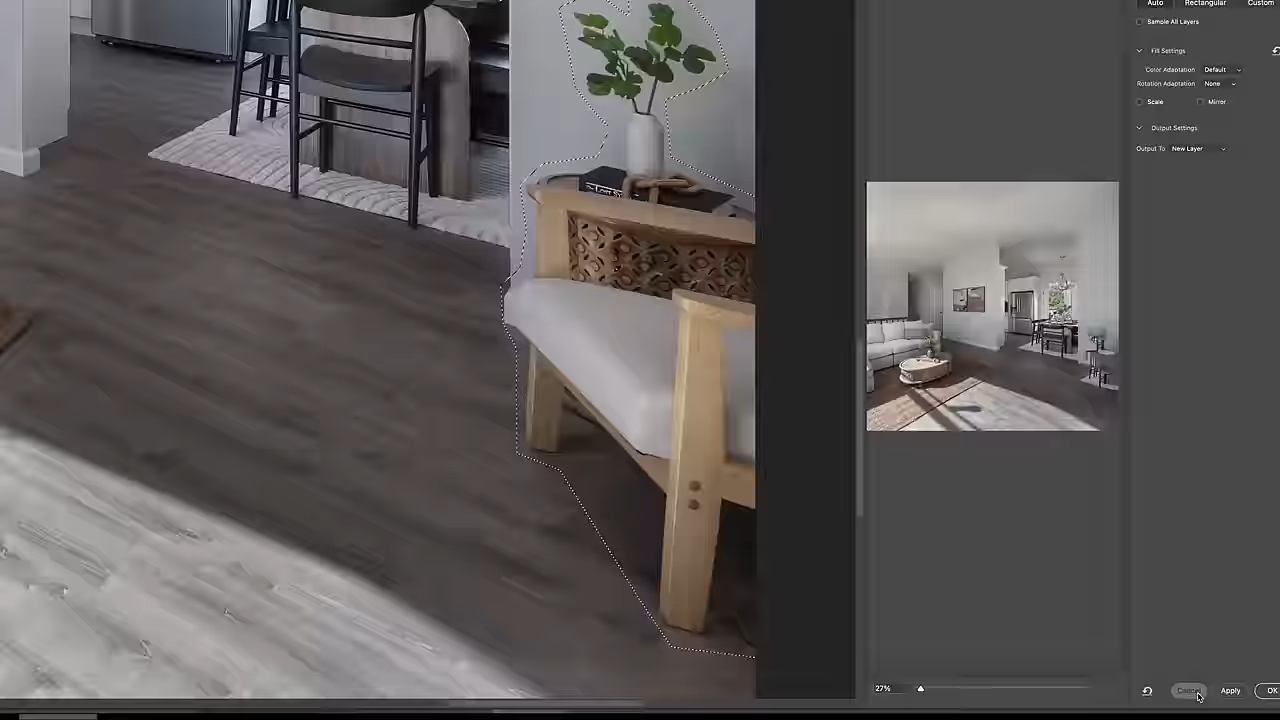 Auto Rectangular Custom
Sample All Layers
Fill Settings
Color Adaptation Default
Rotation Adaptation None
Scale Mirror
Output Settings
Output To New Layer
27%
Cancel Apply OK